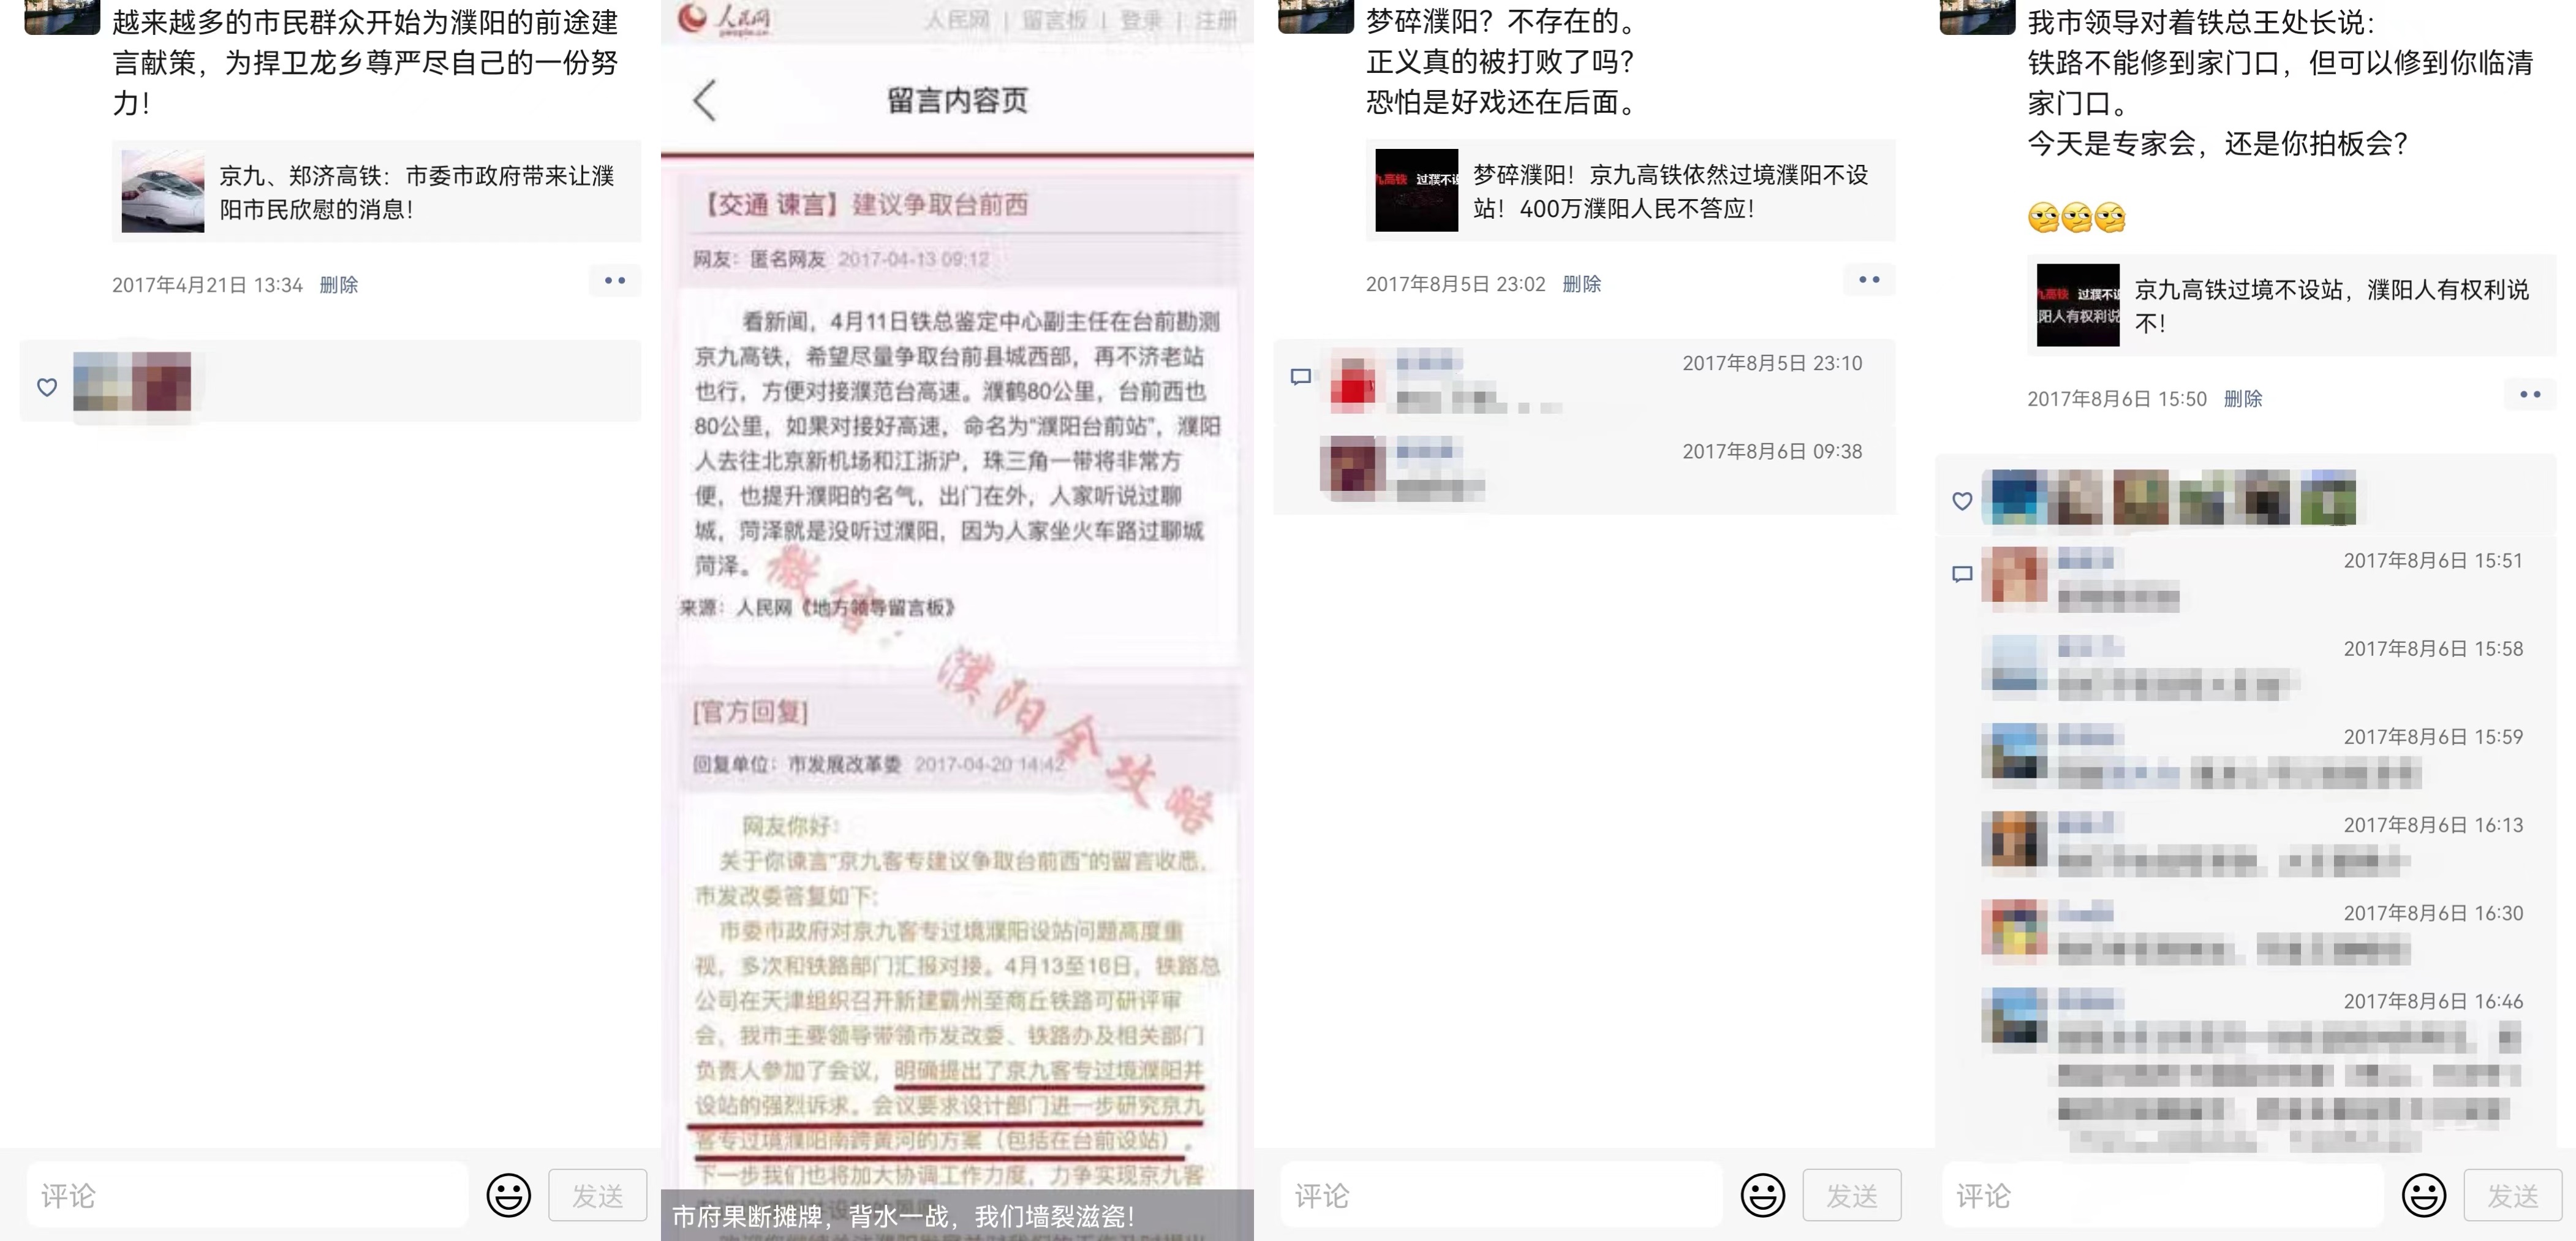 越来越多的市民群众开始为濮阳的前途建
言献策，为捍卫龙乡尊严尽自己的一份努
力！
京九、郑济高铁：市委市政府带来让濮
阳市民欣慰的消息！
2017年4月21日 13:34 删除
评论
发送
人民网
people.cn
人民网 | 留言板 | 登录 | 注册
留言内容页
【交通 谏言】建议争取台前西
网友：匿名网友 2017-04-13 09:12
看新闻，4月11日铁总鉴定中心副主任在台前勘测
京九高铁，希望尽量争取台前县城西部，再不济老站
也行，方便对接濮范台高速。濮鹤80公里，台前西也
80公里，如果对接好高速，命名为“濮阳台前站”，濮阳
人去往北京新机场和江浙沪，珠三角一带将非常方
便，也提升濮阳的名气，出门在外，人家听说过聊
城，菏泽就是没听过濮阳，因为人家坐火车路过聊城
菏泽。
来源：人民网《地方领导留言板》
微信：濮阳全攻略
[官方回复]
回复单位：市发展改革委 2017-04-20 14:42
网友你好：
关于你谏言“京九客专建议争取台前西”的留言收悉，
市发改委答复如下：
市委市政府对京九客专过境濮阳设站问题高度重
视，多次和铁路部门汇报对接。4月13至16日，铁路总
公司在天津组织召开新建霸州至商丘铁路可研评审
会，我市主要领导带领市发改委、铁路办及相关部门
负责人参加了会议，明确提出了京九客专过境濮阳并
设站的强烈诉求。会议要求设计部门进一步研究京九
客专过境濮阳南跨黄河的方案（包括在台前设站）。
下一步我们也将加大协调工作力度，力争实现京九客
市府果断摊牌，背水一战，我们墙裂滋瓷！
梦碎濮阳？不存在的。
正义真的被打败了吗？
恐怕是好戏还在后面。
九高铁 过濮不设
梦碎濮阳！京九高铁依然过境濮阳不设
站！400万濮阳人民不答应！
2017年8月5日 23:02 删除
2017年8月5日 23:10
2017年8月6日 09:38
评论
发送
我市领导对着铁总王处长说：
铁路不能修到家门口，但可以修到你临清
家门口。
今天是专家会，还是你拍板会？
九高铁 过濮不设
阳人有权利说
京九高铁过境不设站，濮阳人有权利说
不！
2017年8月6日 15:50 删除
2017年8月6日 15:51
2017年8月6日 15:58
2017年8月6日 15:59
2017年8月6日 16:13
2017年8月6日 16:30
2017年8月6日 16:46
评论
发送